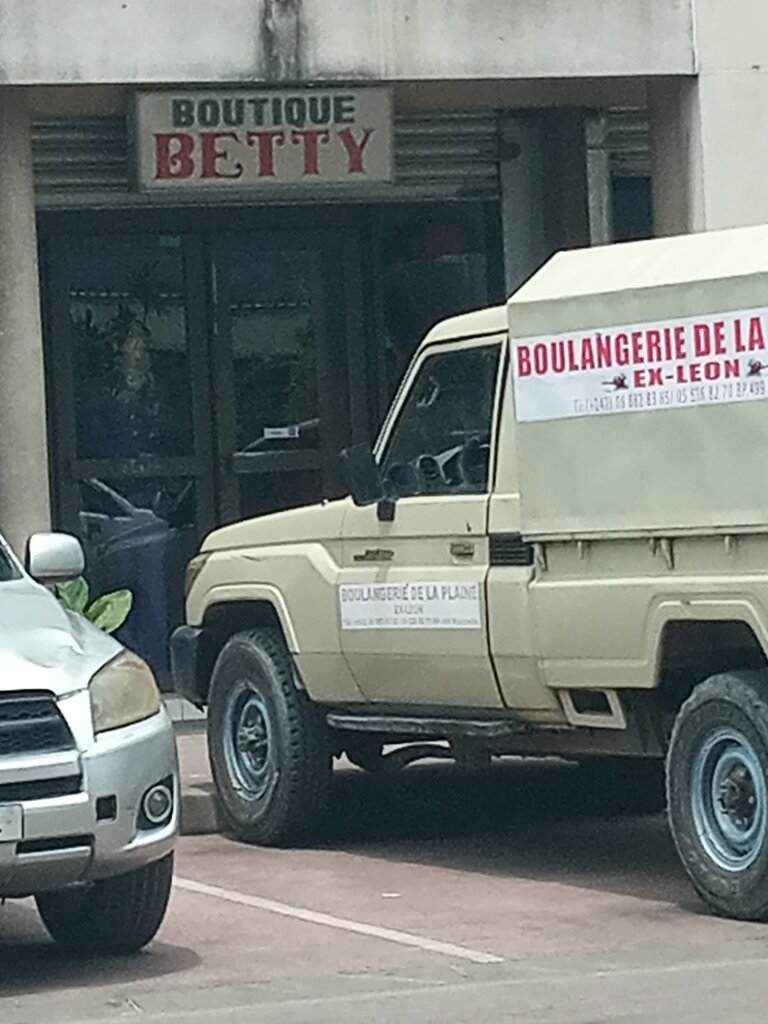 BOUTIQUE
BETTY
BOULANGERIE DE LA
EX-LEON
BOULANGERIE DE LA PLAINE
EX-LEON